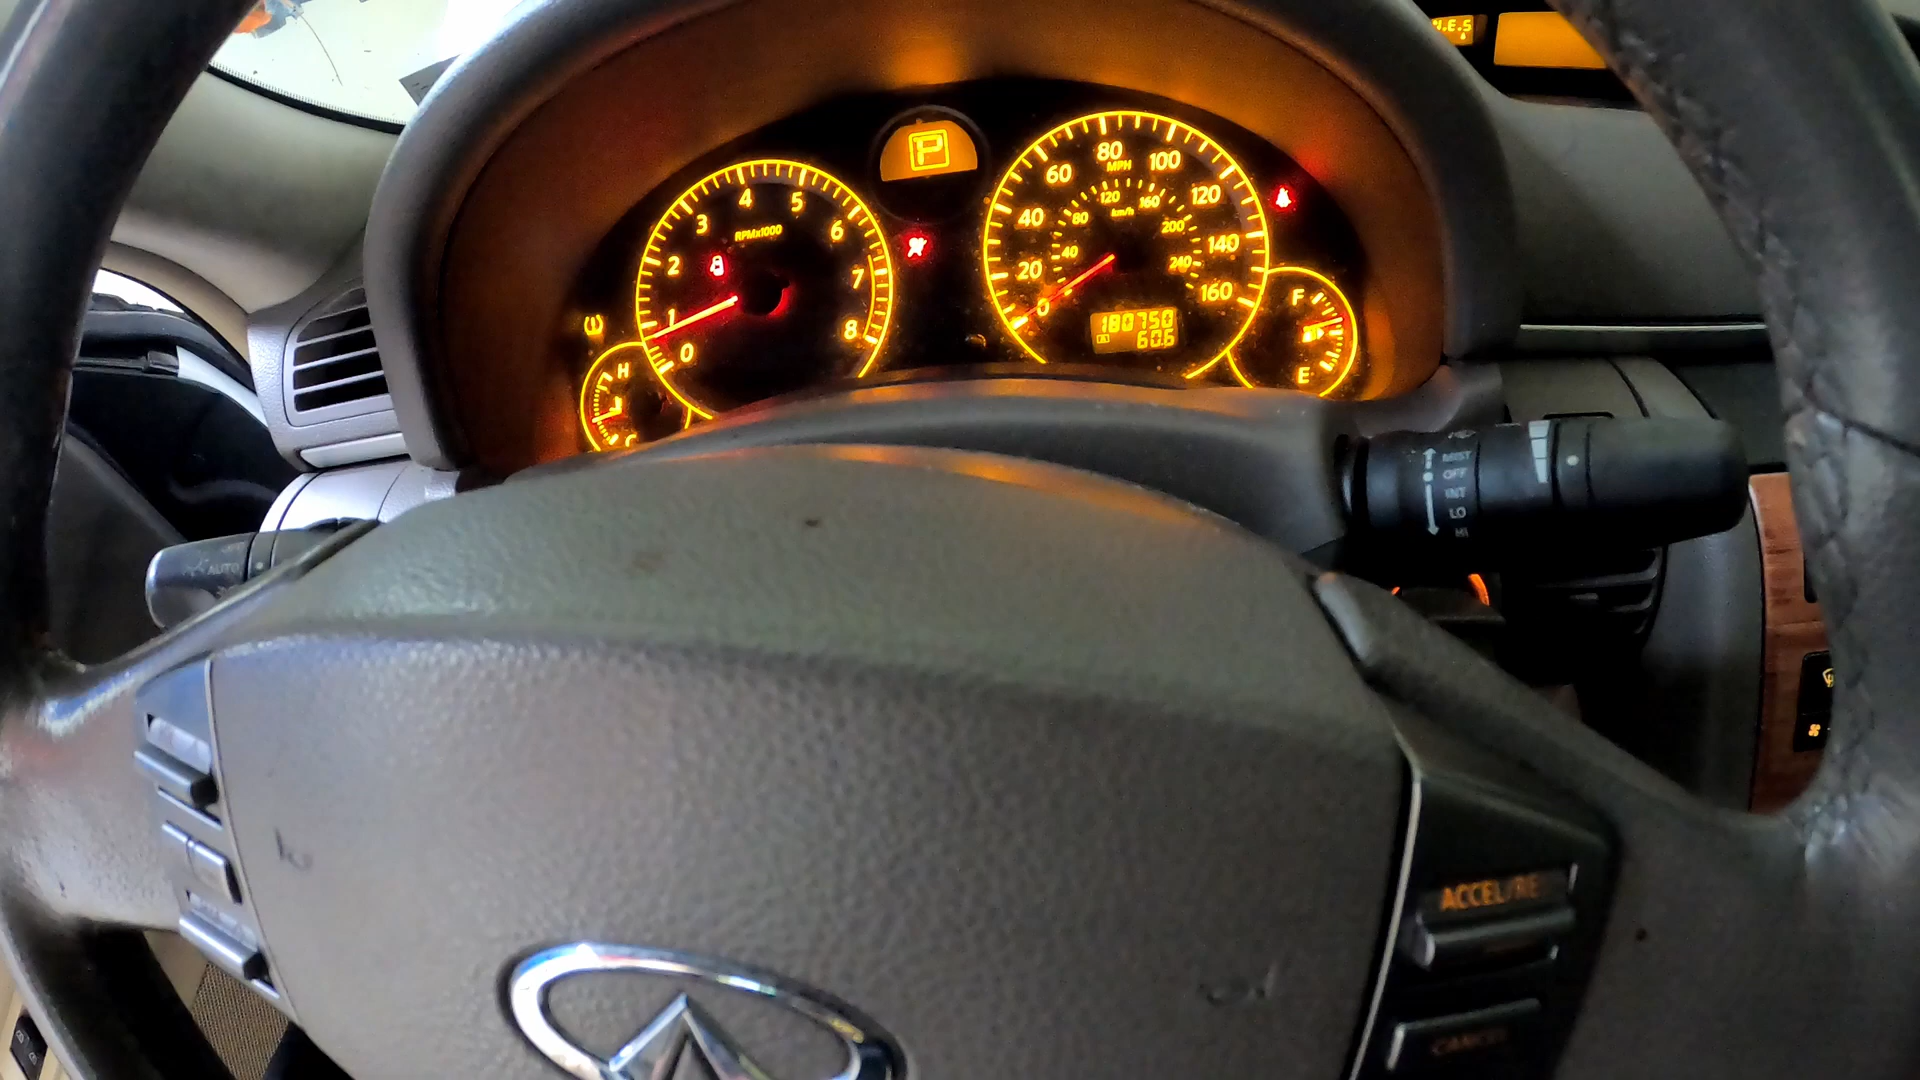 N.E.S
P
0
1
2
3
4
5
6
7
8
RPMx1000
0
20
40
60
80
100
120
140
160
MPH
40
80
120
160
200
240
km/h
180750
A 60.6
H
C
F
E
MIST
OFF
INT
LO
HI
AUTO
ACCEL/RE
CANCEL